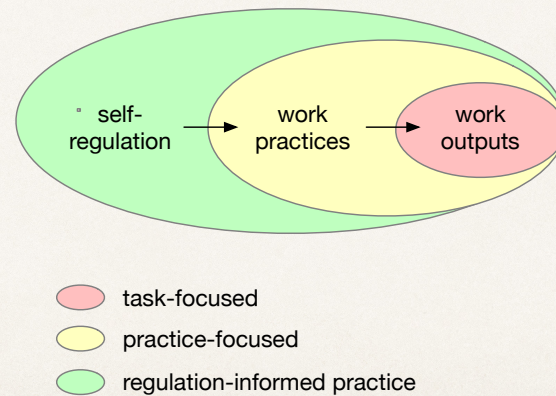 self-
regulation
work
practices
work
outputs
task-focused
practice-focused
regulation-informed practice